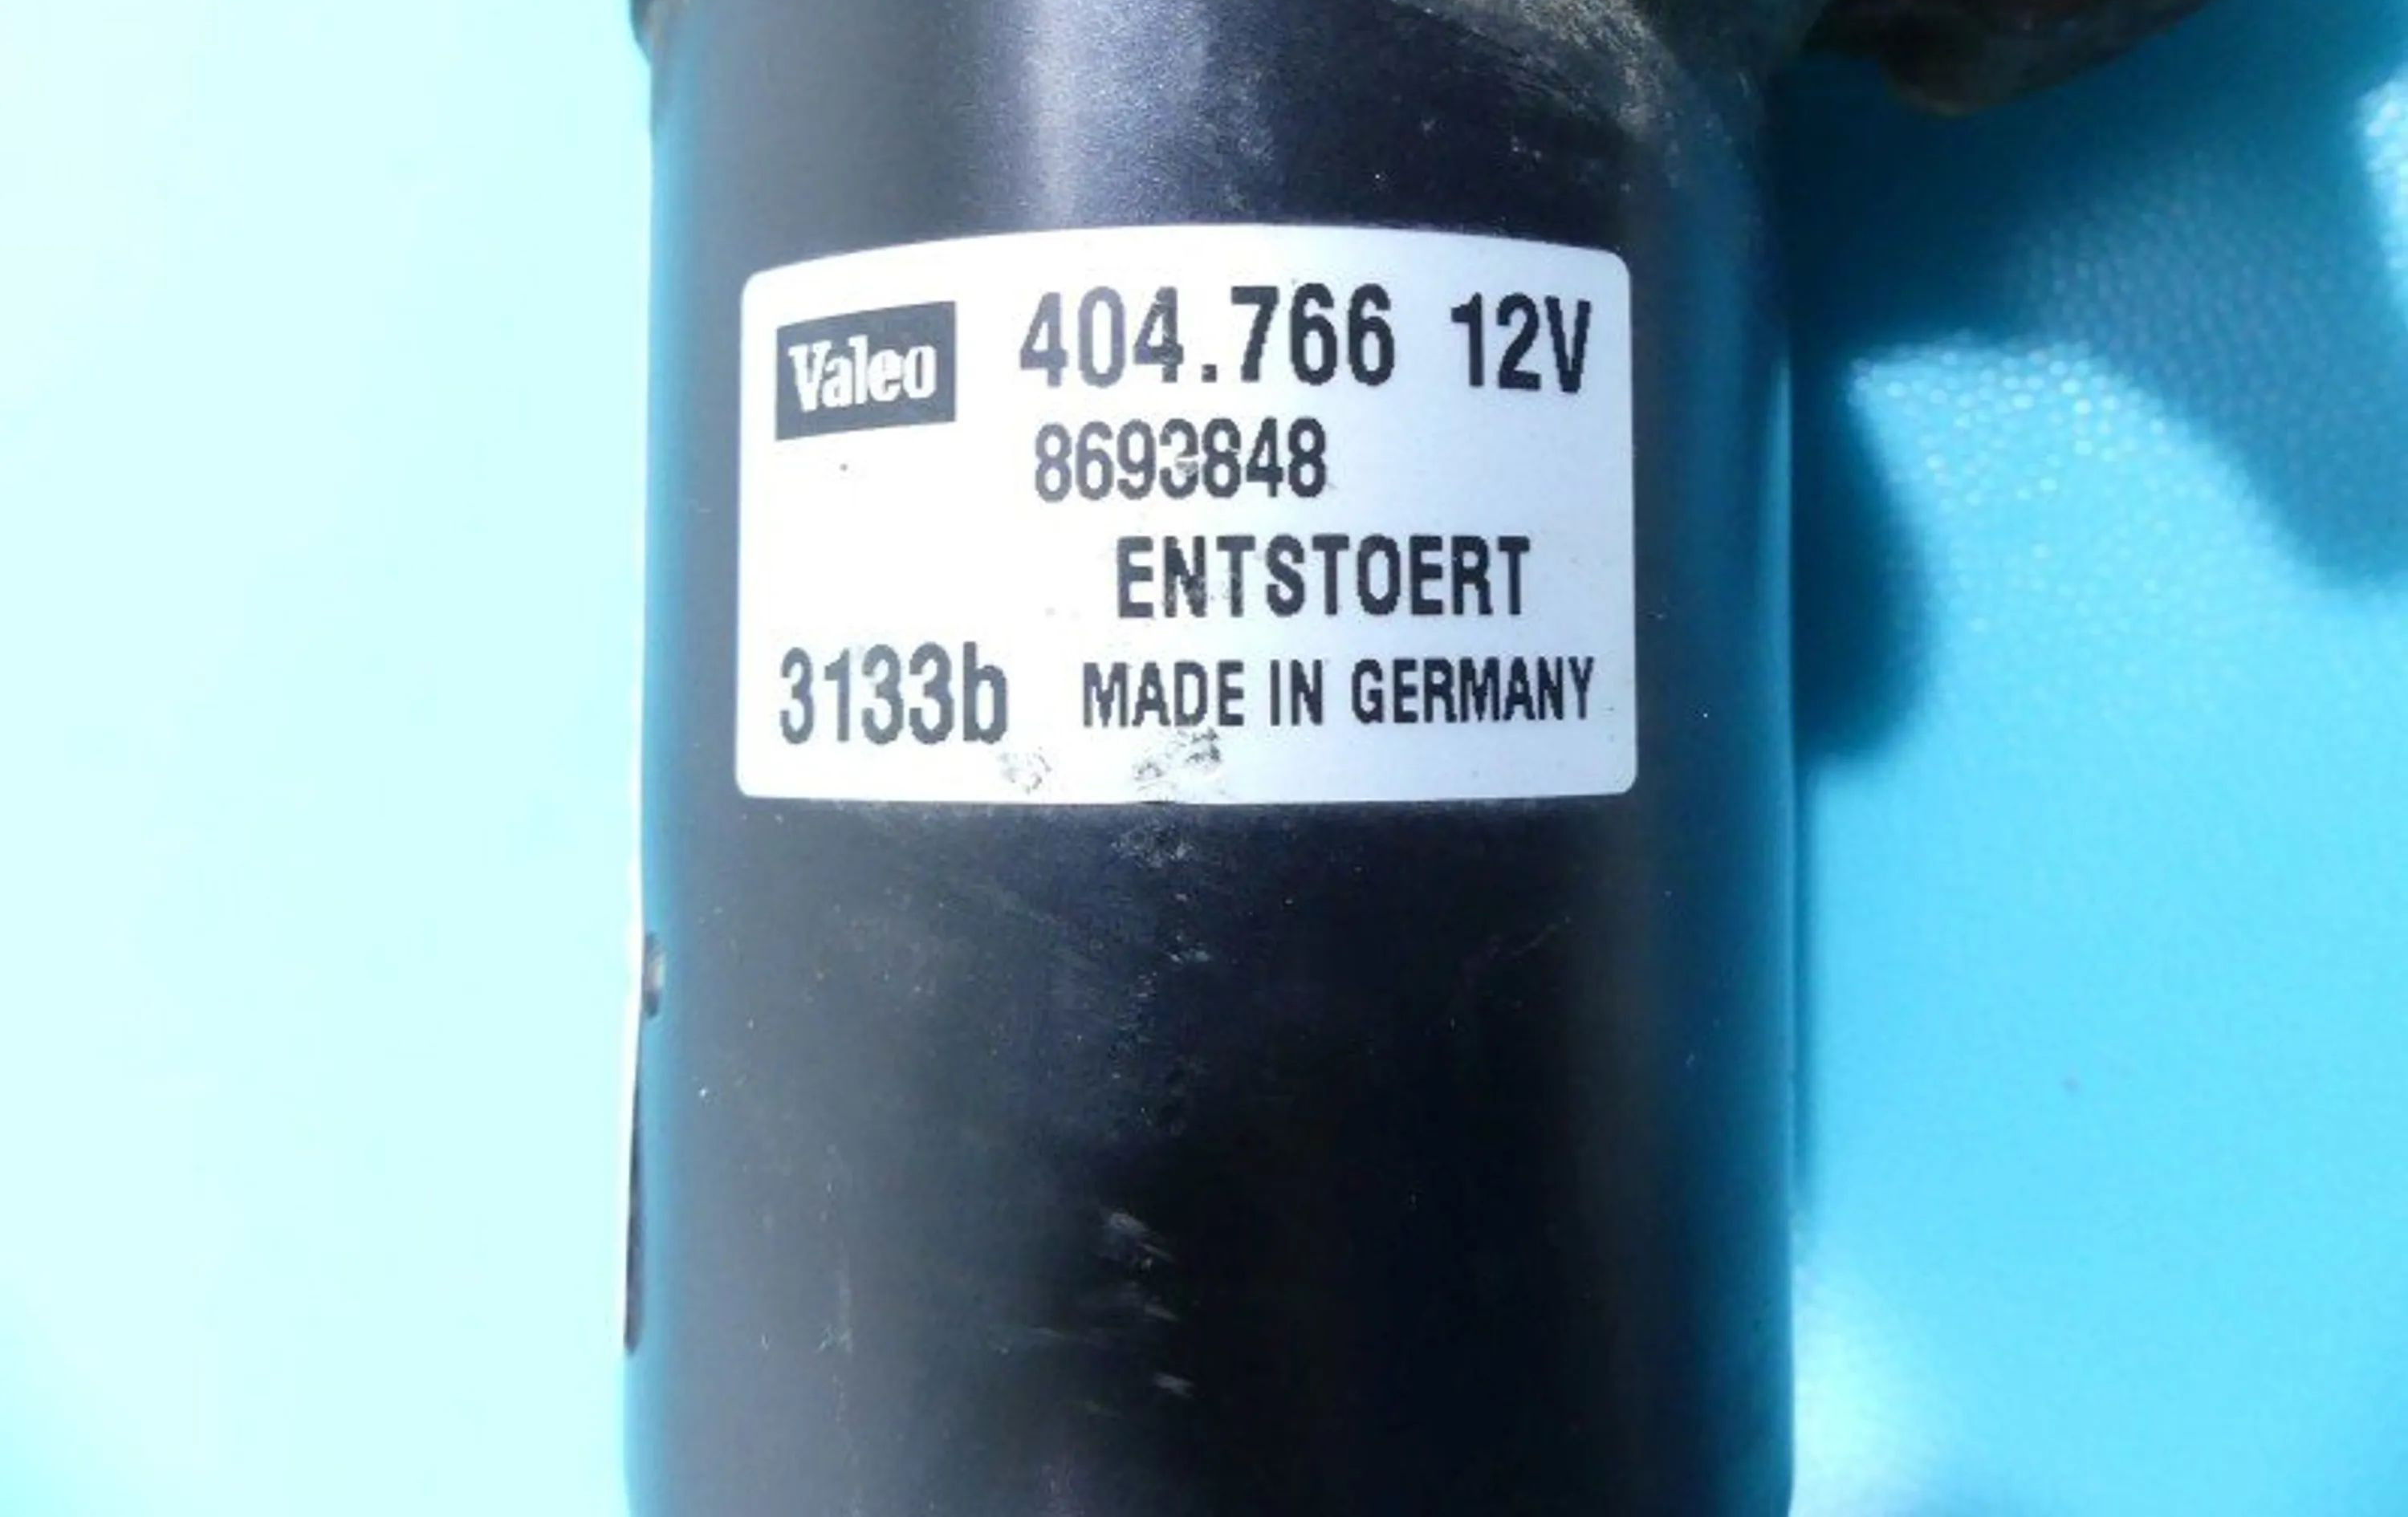 Valeo 404.766 12V
8693848
ENTSTOERT
3133b MADE IN GERMANY